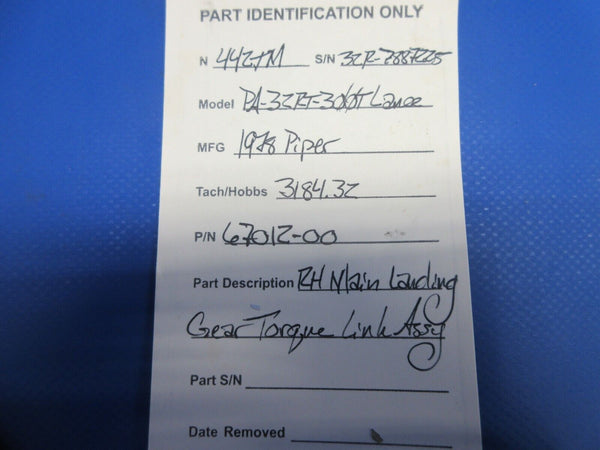 PART IDENTIFICATION ONLY
N 442JM S/N 32R-7887225
Model PA-32RT-300T Lance
MFG 1978 Piper
Tach/Hobbs 3184.32
P/N 67012-00
Part Description RH Main Landing
Gear Torque Link Assy
Part S/N
Date Removed